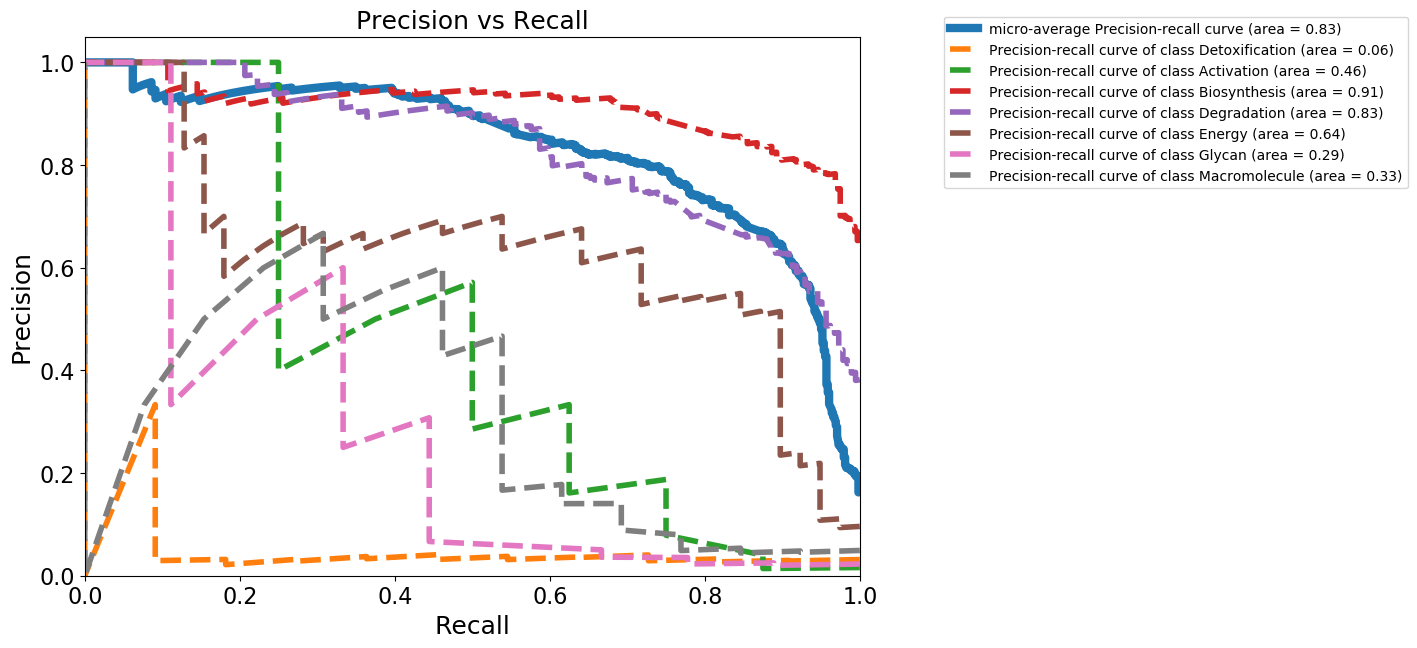 Precision vs Recall
micro-average Precision-recall curve (area = 0.83)
Precision-recall curve of class Detoxification (area = 0.06)
Precision-recall curve of class Activation (area = 0.46)
Precision-recall curve of class Biosynthesis (area = 0.91)
Precision-recall curve of class Degradation (area = 0.83)
Precision-recall curve of class Energy (area = 0.64)
Precision-recall curve of class Glycan (area = 0.29)
Precision-recall curve of class Macromolecule (area = 0.33)
Precision
1.0
0.8
0.6
0.4
0.2
0.0
0.0 0.2 0.4 0.6 0.8 1.0
Recall